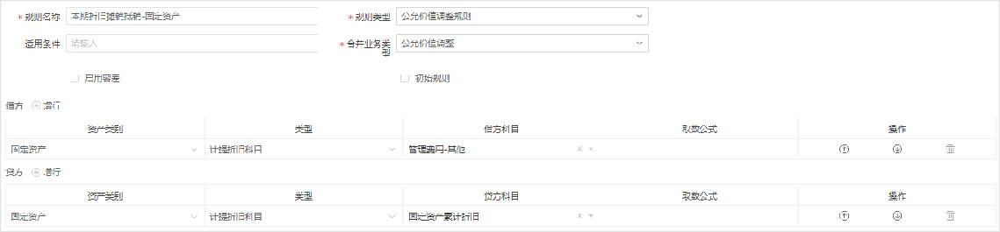 * 规则名称 本期折旧摊销抵销-固定资产 * 规则类型 公允价值调整规则
适用条件 请输入 * 合并业务类型 公允价值调整
启用容差 初始规则
借方 增行
资产类别 类型 借方科目 取数公式 操作
固定资产 计提折旧科目 管理费用-其他
贷方 增行
资产类别 类型 贷方科目 取数公式 操作
固定资产 计提折旧科目 固定资产累计折旧